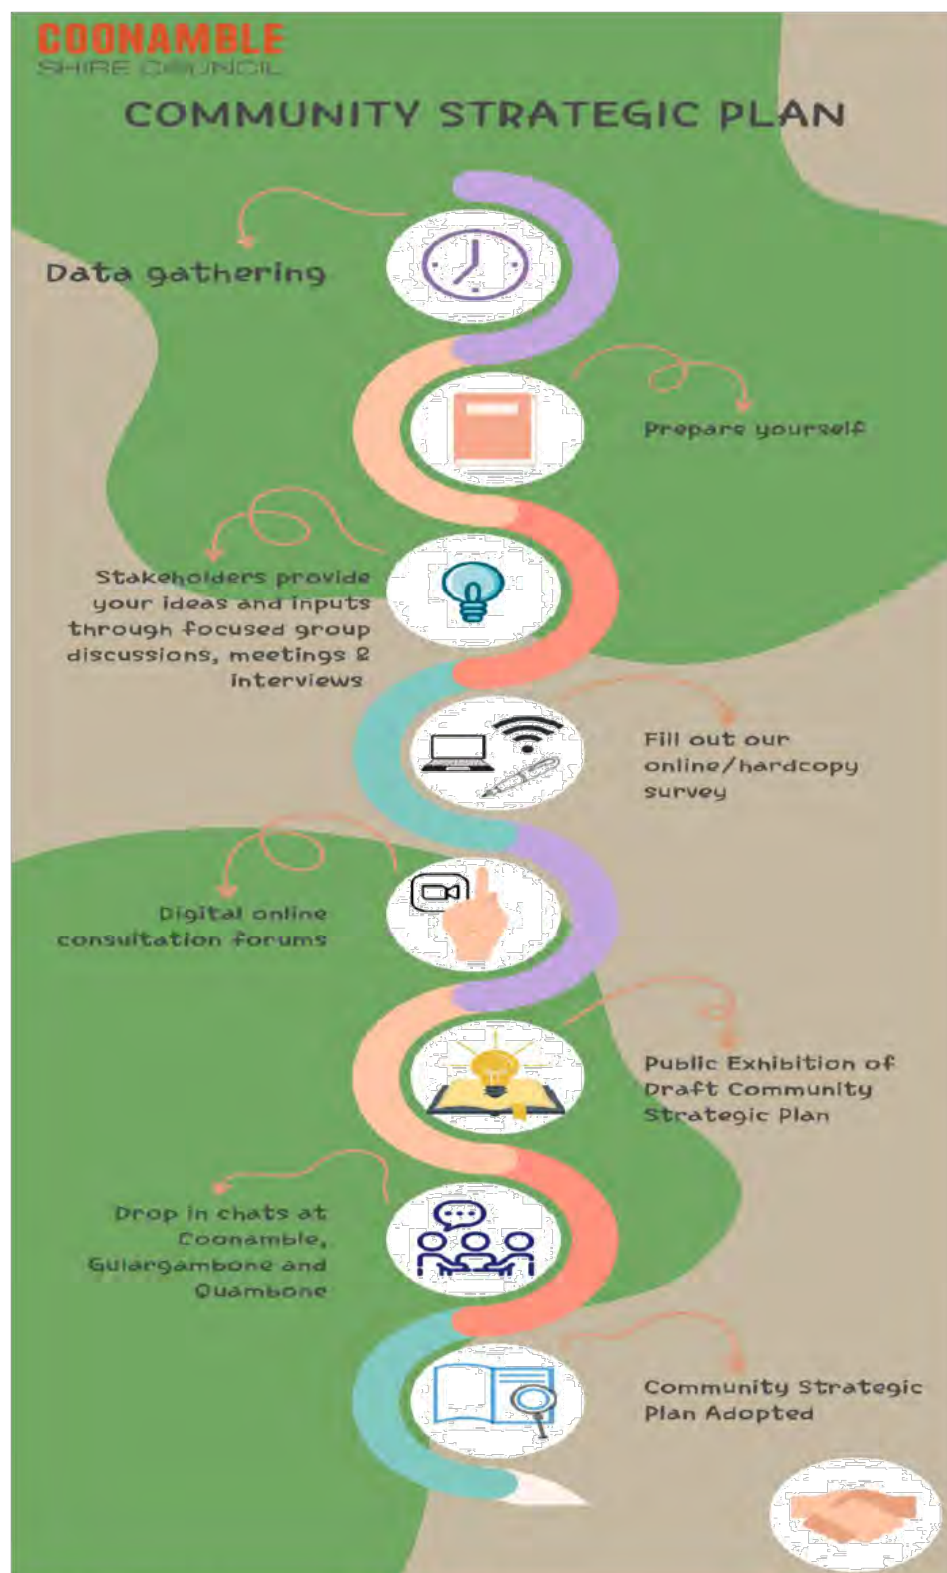 COONAMBLE
SHIRE COUNCIL
COMMUNITY STRATEGIC PLAN
Data gathering
Prepare yourself
Stakeholders provide
your ideas and inputs
through focused group
discussions, meetings &
interviews
Fill out our
online/hardcopy
survey
Digital online
consultation forums
Public Exhibition of
Draft Community
Strategic Plan
Drop in chats at
Coonamble,
Gulargambone and
Quambone
Community Strategic
Plan Adopted